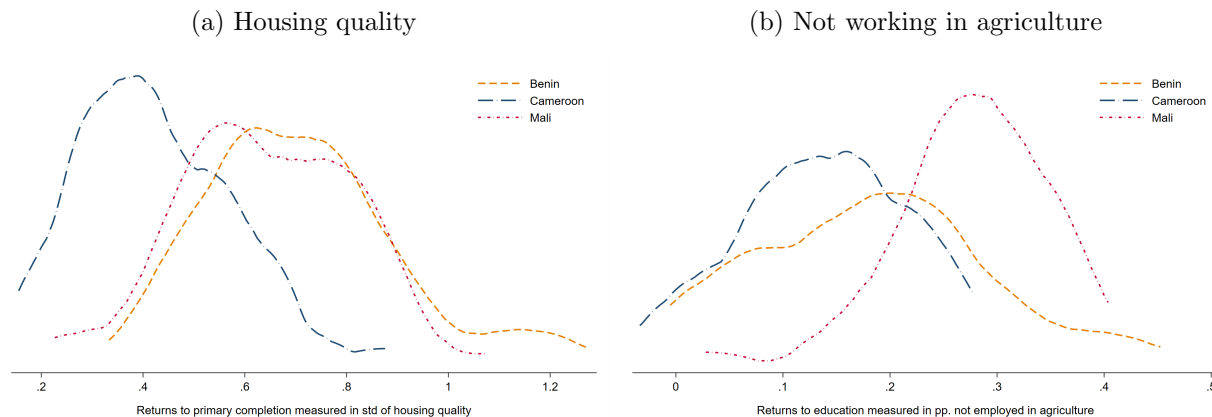 (a) Housing quality
Benin
Cameroon
Mali
.2 .4 .6 .8 1 1.2
Returns to primary completion measured in std of housing quality
(b) Not working in agriculture
Benin
Cameroon
Mali
0 .1 .2 .3 .4 .5
Returns to education measured in pp. not employed in agriculture